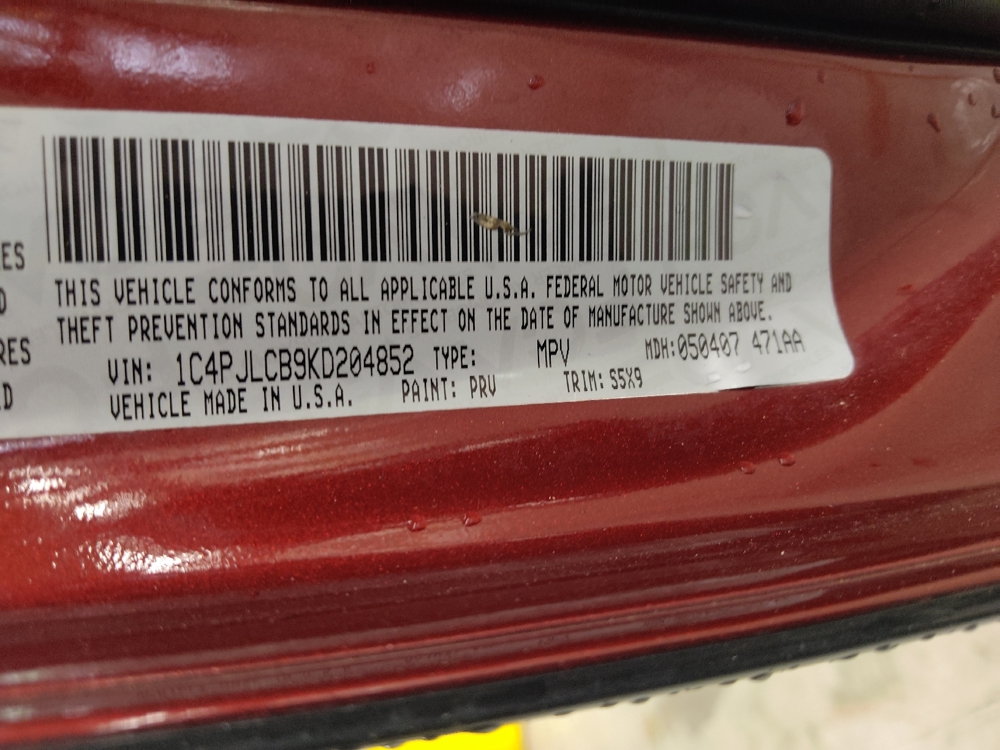 THIS VEHICLE CONFORMS TO ALL APPLICABLE U.S.A. FEDERAL MOTOR VEHICLE SAFETY AND
THEFT PREVENTION STANDARDS IN EFFECT ON THE DATE OF MANUFACTURE SHOWN ABOVE.
VIN: 1C4PJLCB9KD204852 TYPE: MPV MDH:050407 471AA
VEHICLE MADE IN U.S.A. PAINT: PRV TRIM: S5X9